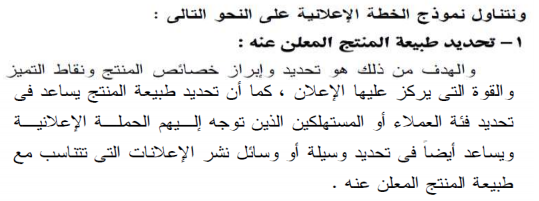 ونتناول نموذج الخطة الإعلانية على النحو التالى :
١- تحديد طبيعة المنتج المعلن عنه :
والهدف من ذلك هو تحديد وإبراز خصائص المنتج ونقاط التميز
والقوة التى يركز عليها الإعلان ، كما أن تحديد طبيعة المنتج يساعد فى
تحديد فئة العملاء أو المستهلكين الذين توجه إليهم الحملة الإعلانية
ويساعد أيضاً فى تحديد وسيلة أو وسائل نشر الإعلانات التى تتناسب مع
طبيعة المنتج المعلن عنه .